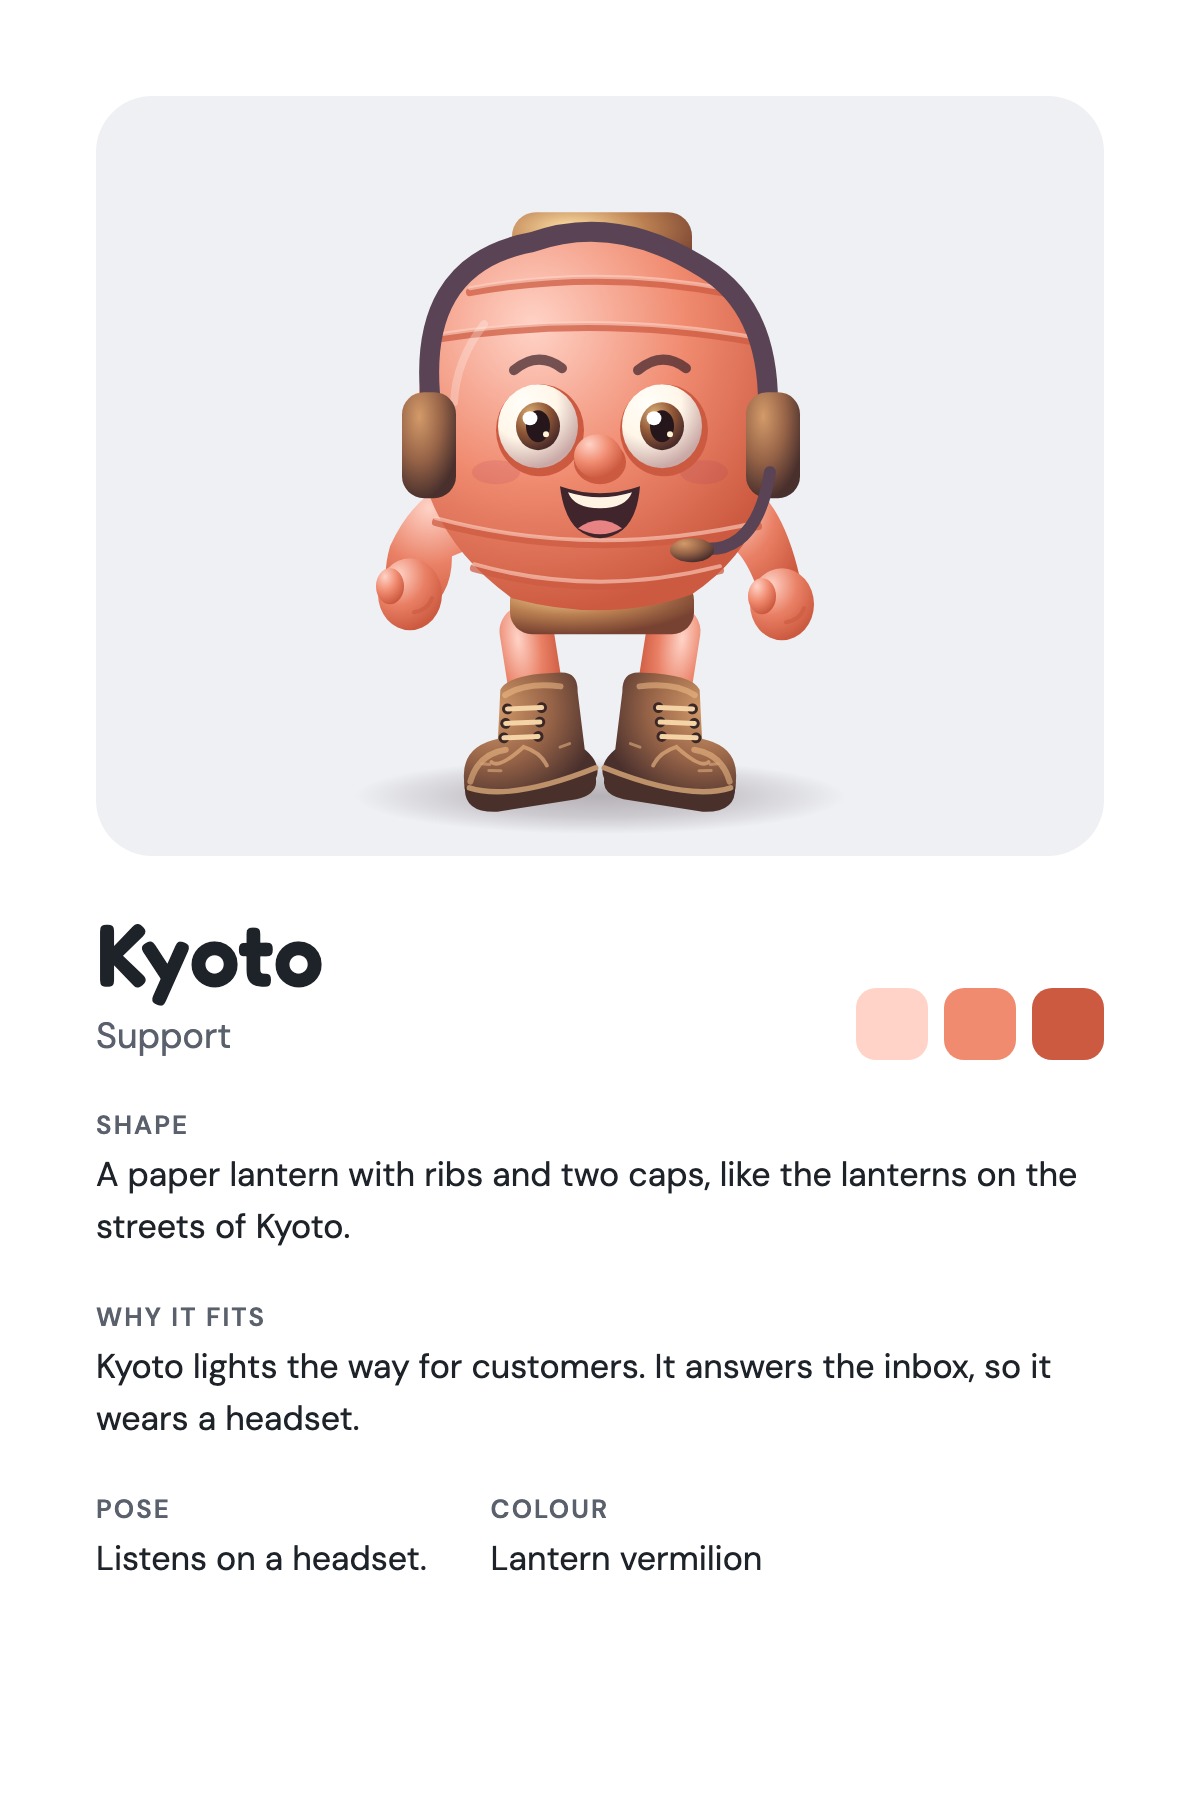 Kyoto
Support
SHAPE
A paper lantern with ribs and two caps, like the lanterns on the
streets of Kyoto.
WHY IT FITS
Kyoto lights the way for customers. It answers the inbox, so it
wears a headset.
POSE
Listens on a headset.
COLOUR
Lantern vermilion